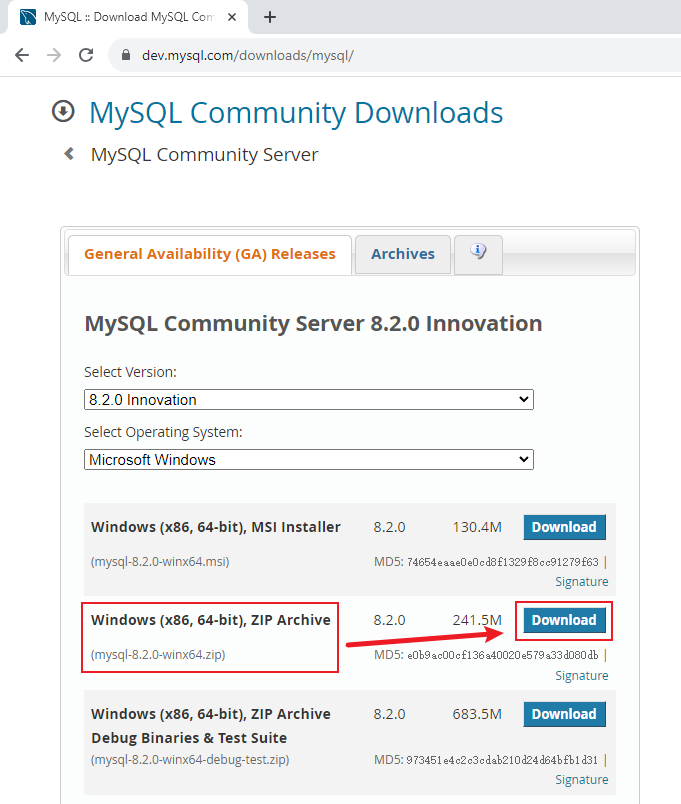 MySQL :: Download MySQL Com
dev.mysql.com/downloads/mysql/
MySQL Community Downloads
MySQL Community Server
General Availability (GA) Releases
Archives
MySQL Community Server 8.2.0 Innovation
Select Version:
8.2.0 Innovation
Select Operating System:
Microsoft Windows
Windows (x86, 64-bit), MSI Installer 8.2.0 130.4M Download
(mysql-8.2.0-winx64.msi) MD5: 74654eaae0e0cd8f1329f8cc91279f63 |
Signature
Windows (x86, 64-bit), ZIP Archive 8.2.0 241.5M Download
(mysql-8.2.0-winx64.zip) MD5: e0b9ac00cf136a40020e579a33d080db |
Signature
Windows (x86, 64-bit), ZIP Archive 8.2.0 683.5M Download
Debug Binaries & Test Suite
(mysql-8.2.0-winx64-debug-test.zip) MD5: 973451e4c2c3cdab210d24d64bfb1d31 |
Signature